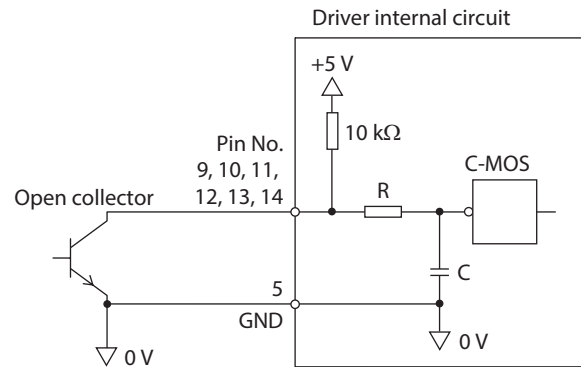 Driver internal circuit
+5 V
10 kΩ
Pin No.
9, 10, 11,
12, 13, 14
Open collector
R
C-MOS
C
5
GND
0 V
0 V